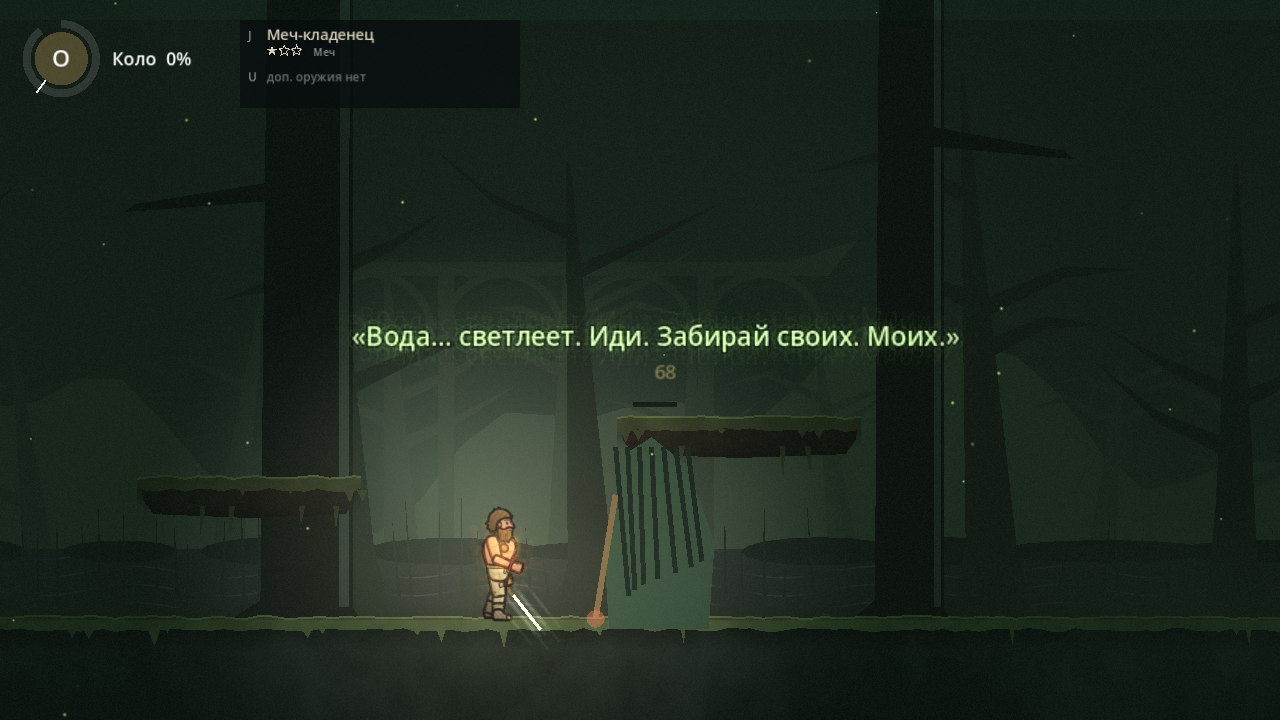 О
Коло 0%
J Меч-кладенец
★☆☆ Меч
U доп. оружия нет
«Вода... светлеет. Иди. Забирай своих. Моих.»
68